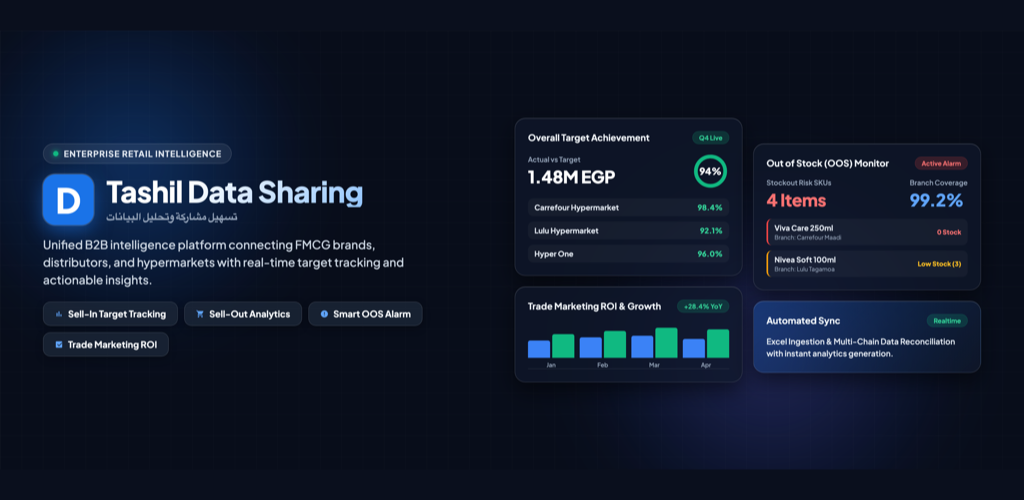 ENTERPRISE RETAIL INTELLIGENCE
D
Tashil Data Sharing
تسهيل مشاركة وتحليل البيانات
Unified B2B intelligence platform connecting FMCG brands,
distributors, and hypermarkets with real-time target tracking and
actionable insights.
Sell-In Target Tracking
Sell-Out Analytics
Smart OOS Alarm
Trade Marketing ROI
Overall Target Achievement
Q4 Live
Actual vs Target
1.48M EGP
94%
Carrefour Hypermarket 98.4%
Lulu Hypermarket 92.1%
Hyper One 96.0%
Trade Marketing ROI & Growth
+28.4% YoY
Jan Feb Mar Apr
Out of Stock (OOS) Monitor
Active Alarm
Stockout Risk SKUs
4 Items
Branch Coverage
99.2%
Viva Care 250ml
Branch: Carrefour Maadi
0 Stock
Nivea Soft 100ml
Branch: Lulu Tagamoa
Low Stock (3)
Automated Sync
Realtime
Excel Ingestion & Multi-Chain Data Reconciliation
with instant analytics generation.